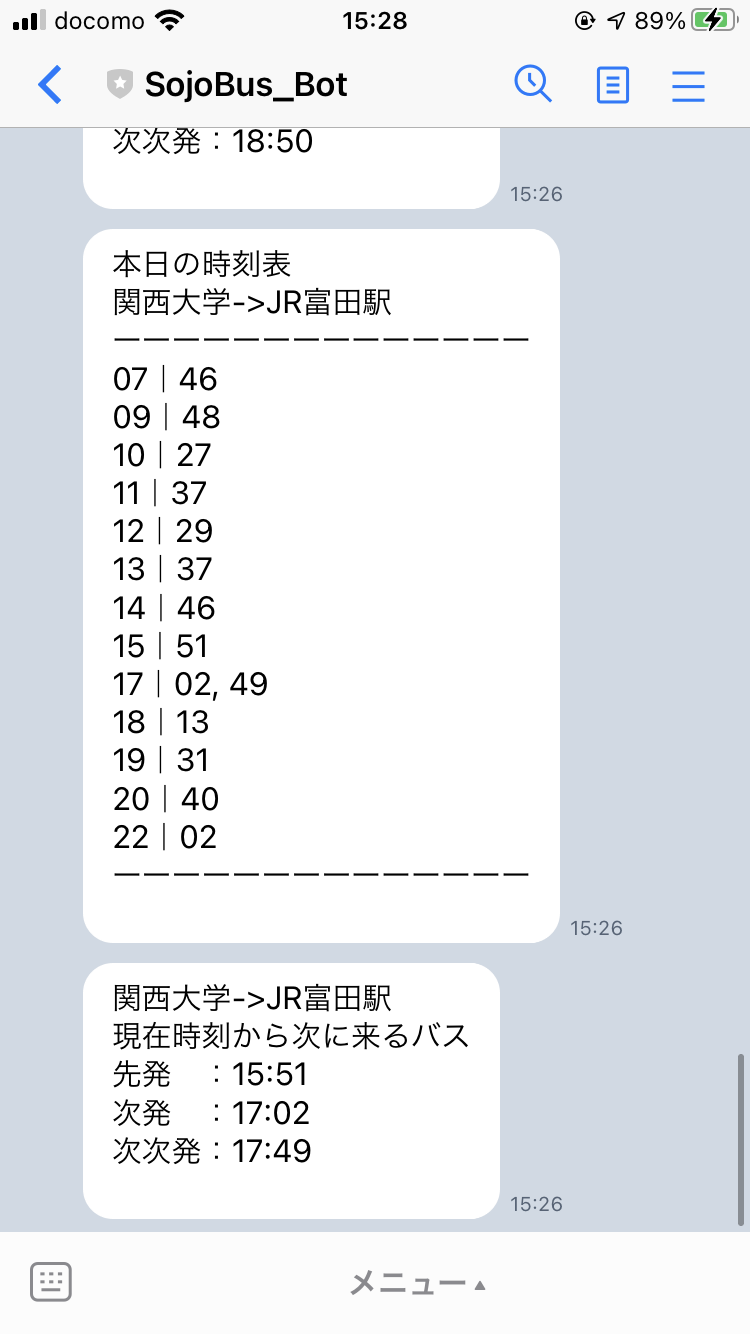 docomo 15:28 89%
SojoBus_Bot
次次発：18:50
15:26
本日の時刻表
関西大学->JR富田駅
ーーーーーーーーーーーーーー
07｜46
09｜48
10｜27
11｜37
12｜29
13｜37
14｜46
15｜51
17｜02, 49
18｜13
19｜31
20｜40
22｜02
ーーーーーーーーーーーーーー
15:26
関西大学->JR富田駅
現在時刻から次に来るバス
先発　：15:51
次発　：17:02
次次発：17:49
15:26
メニュー▲